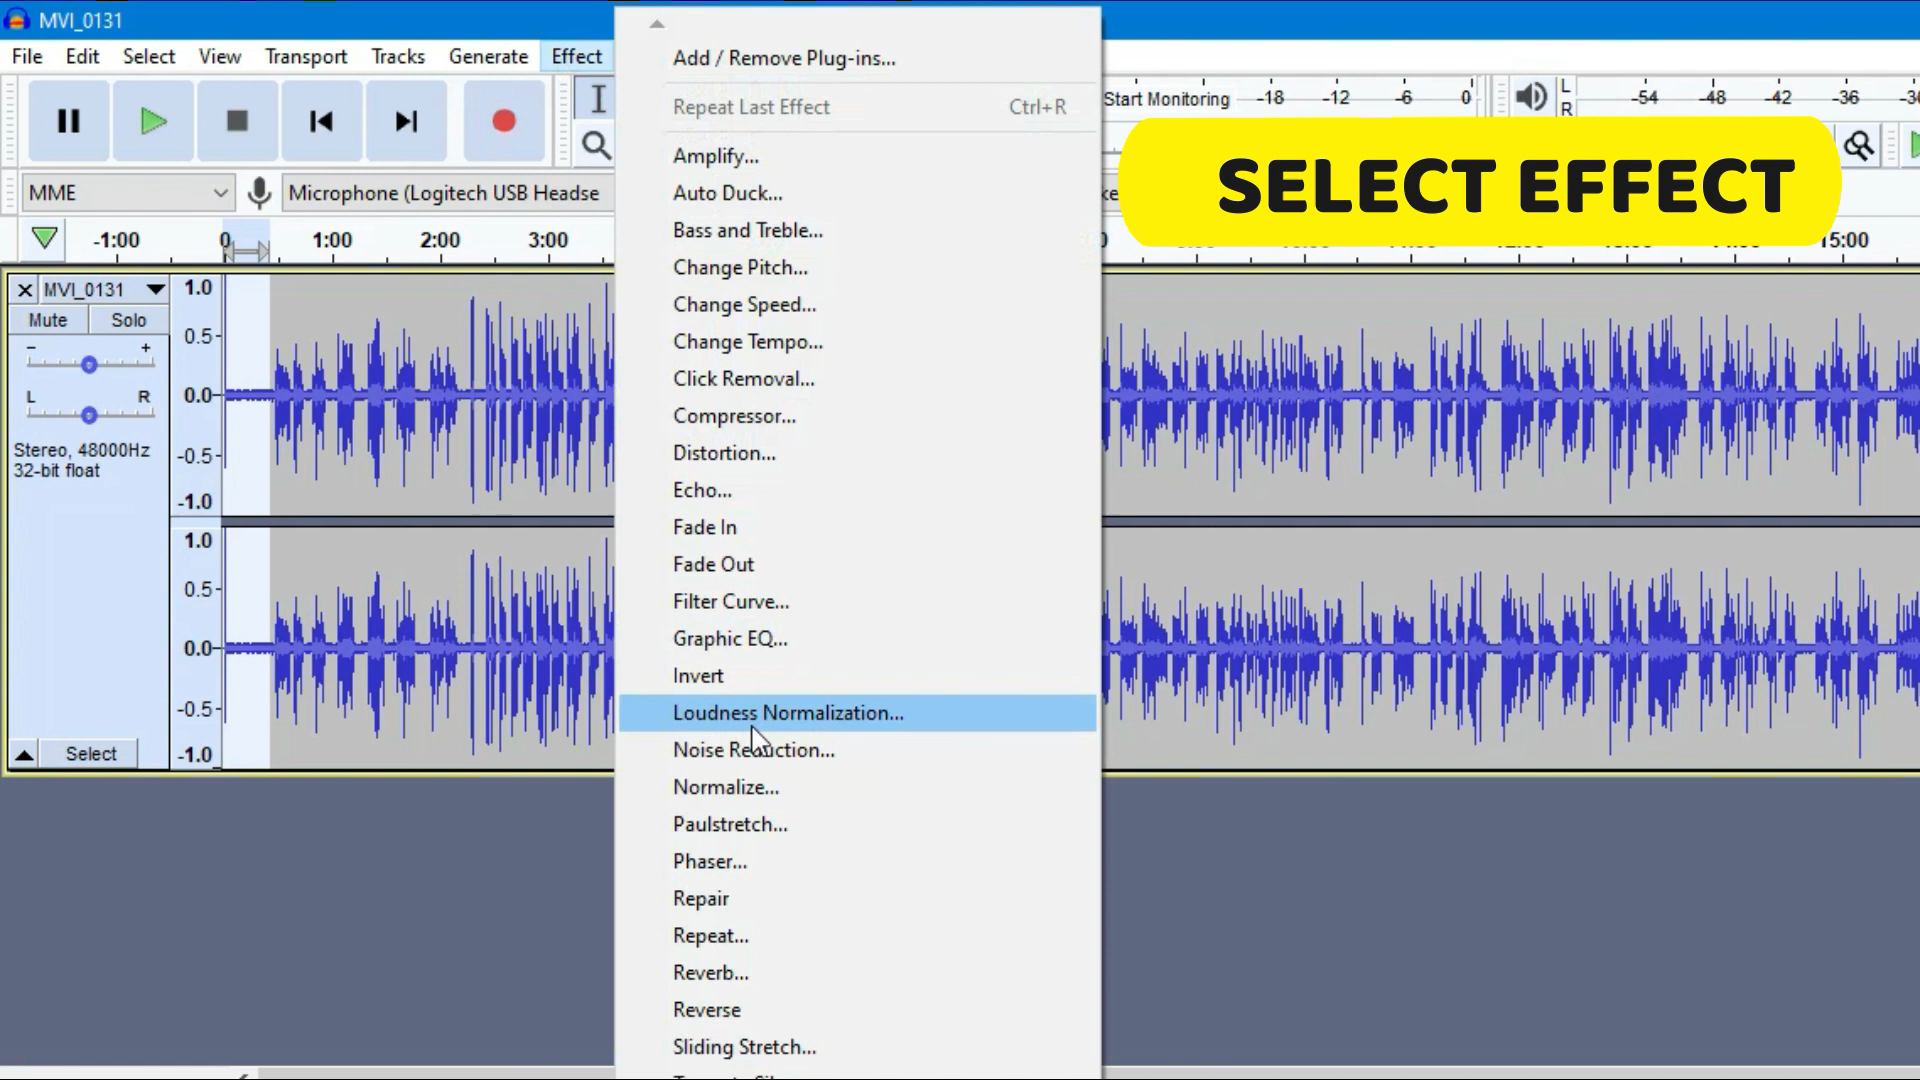 MVI_0131
File Edit Select View Transport Tracks Generate Effect
Add / Remove Plug-ins...
Repeat Last Effect Ctrl+R
Start Monitoring -18 -12 -6 0
L
R
-54 -48 -42 -36
SELECT EFFECT
MME
Microphone (Logitech USB Headse
-1:00 0 1:00 2:00 3:00 15:00
MVI_0131
Mute Solo
- +
L R
Stereo, 48000Hz
32-bit float
Select
1.0
0.5
0.0
-0.5
-1.0
1.0
0.5
0.0
-0.5
-1.0
Amplify...
Auto Duck...
Bass and Treble...
Change Pitch...
Change Speed...
Change Tempo...
Click Removal...
Compressor...
Distortion...
Echo...
Fade In
Fade Out
Filter Curve...
Graphic EQ...
Invert
Loudness Normalization...
Noise Reduction...
Normalize...
Paulstretch...
Phaser...
Repair
Repeat...
Reverb...
Reverse
Sliding Stretch...